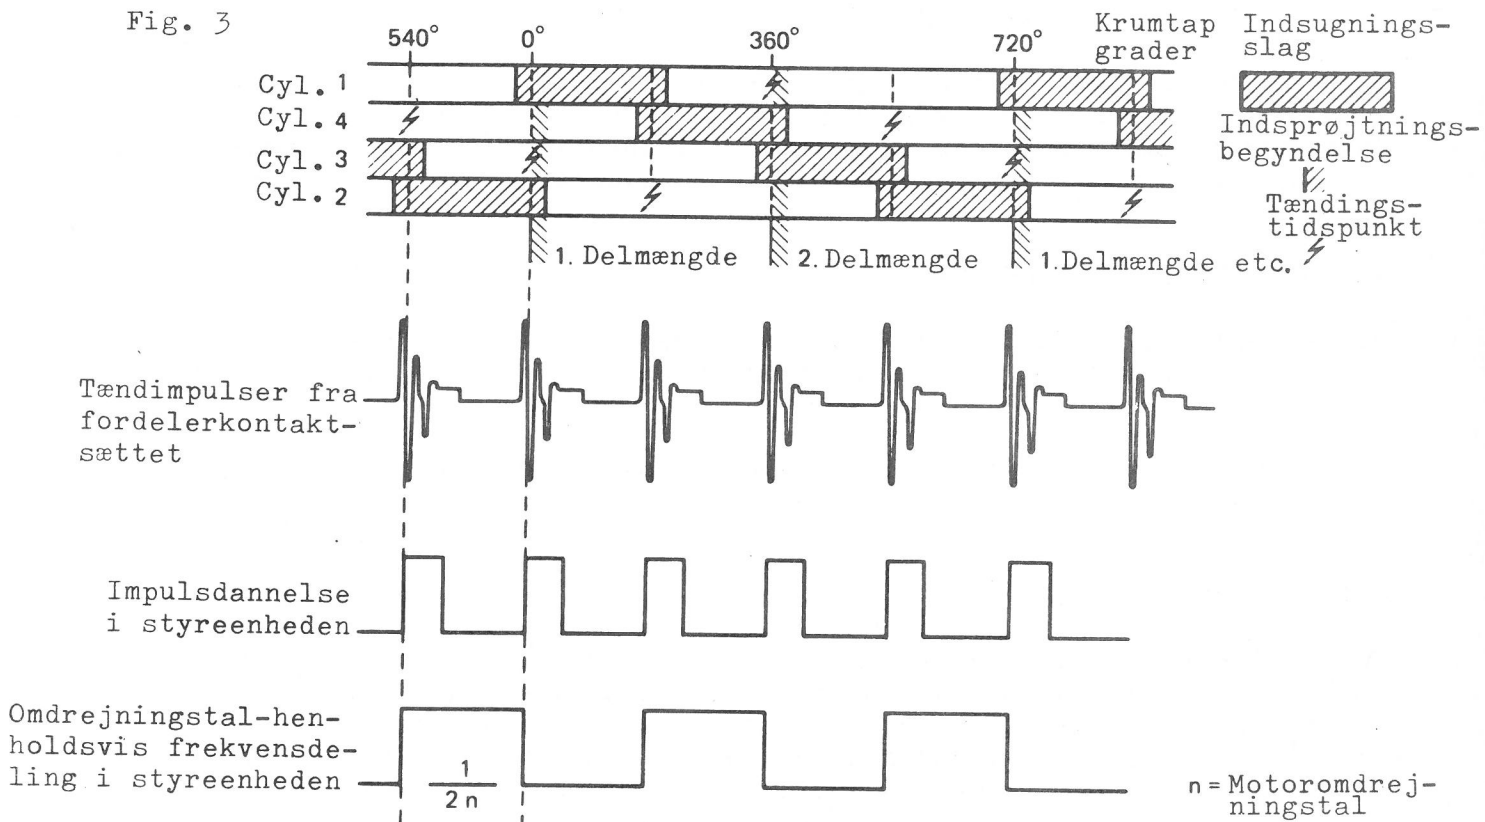 Fig. 3
540° 0° 360° 720°
Krumtap
grader
Indsugnings-
slag
Cyl. 1
Cyl. 4
Cyl. 3
Cyl. 2
Indsprøjtnings-
begyndelse
Tændings-
tidspunkt
1. Delmængde 2. Delmængde 1. Delmængde etc.
Tændimpulser fra
fordelerkontakt-
sættet
Impulsdannelse
i styreenheden
Omdrejningstal-hen-
holdsvis frekvensde-
ling i styreenheden
1
2 n
n = Motoromdrej-
ningstal